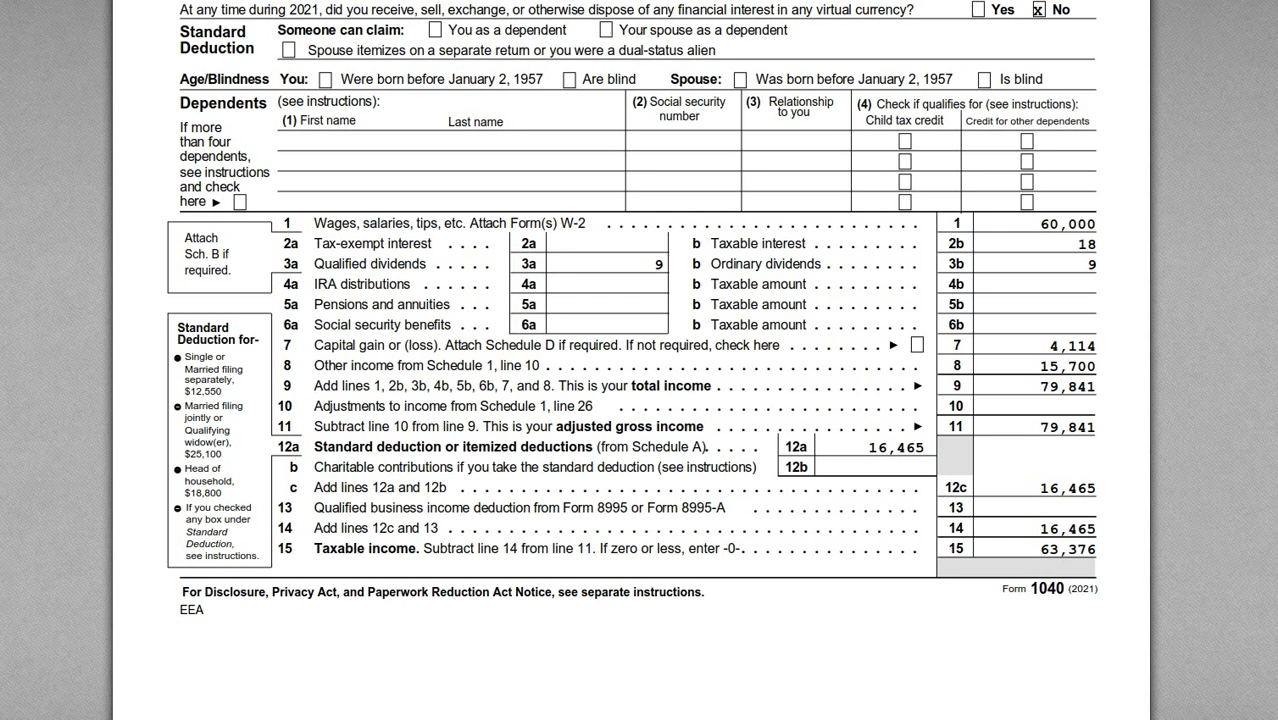 At any time during 2021, did you receive, sell, exchange, or otherwise dispose of any financial interest in any virtual currency? Yes x No
Standard Deduction
Someone can claim: You as a dependent Your spouse as a dependent
Spouse itemizes on a separate return or you were a dual-status alien
Age/Blindness You: Were born before January 2, 1957 Are blind Spouse: Was born before January 2, 1957 Is blind
Dependents (see instructions):
(1) First name Last name
(2) Social security number
(3) Relationship to you
(4) Check if qualifies for (see instructions):
Child tax credit Credit for other dependents
If more
than four
dependents,
see instructions
and check
here ►
Attach
Sch. B if
required.
1 Wages, salaries, tips, etc. Attach Form(s) W-2 . . . . . . . . . . . . . . . . . . . . . . . . 1 60,000
2a Tax-exempt interest . . . . 2a b Taxable interest . . . . . . . . 2b 18
3a Qualified dividends . . . . . 3a 9 b Ordinary dividends . . . . . . . . 3b 9
4a IRA distributions . . . . . . 4a b Taxable amount . . . . . . . . 4b
5a Pensions and annuities . . . 5a b Taxable amount . . . . . . . . 5b
6a Social security benefits . . . 6a b Taxable amount . . . . . . . . 6b
7 Capital gain or (loss). Attach Schedule D if required. If not required, check here . . . . . . . . ► 7 4,114
8 Other income from Schedule 1, line 10 . . . . . . . . . . . . . . . . . . . . . . . . . . . . . 8 15,700
9 Add lines 1, 2b, 3b, 4b, 5b, 6b, 7, and 8. This is your total income . . . . . . . . . . . . . . . ► 9 79,841
10 Adjustments to income from Schedule 1, line 26 . . . . . . . . . . . . . . . . . . . . . . . 10
11 Subtract line 10 from line 9. This is your adjusted gross income . . . . . . . . . . . . . . . ► 11 79,841
12a Standard deduction or itemized deductions (from Schedule A). . . . . 12a 16,465
b Charitable contributions if you take the standard deduction (see instructions) 12b
c Add lines 12a and 12b . . . . . . . . . . . . . . . . . . . . . . . . . . . . . . . . . . . 12c 16,465
13 Qualified business income deduction from Form 8995 or Form 8995-A . . . . . . . . . . . . . 13
14 Add lines 12c and 13 . . . . . . . . . . . . . . . . . . . . . . . . . . . . . . . . . . . . 14 16,465
15 Taxable income. Subtract line 14 from line 11. If zero or less, enter -0-. . . . . . . . . . . . . . 15 63,376
Standard
Deduction for-
● Single or
Married filing
separately,
$12,550
● Married filing
jointly or
Qualifying
widow(er),
$25,100
● Head of
household,
$18,800
● If you checked
any box under
Standard
Deduction,
see instructions.
For Disclosure, Privacy Act, and Paperwork Reduction Act Notice, see separate instructions. Form 1040 (2021)
EEA